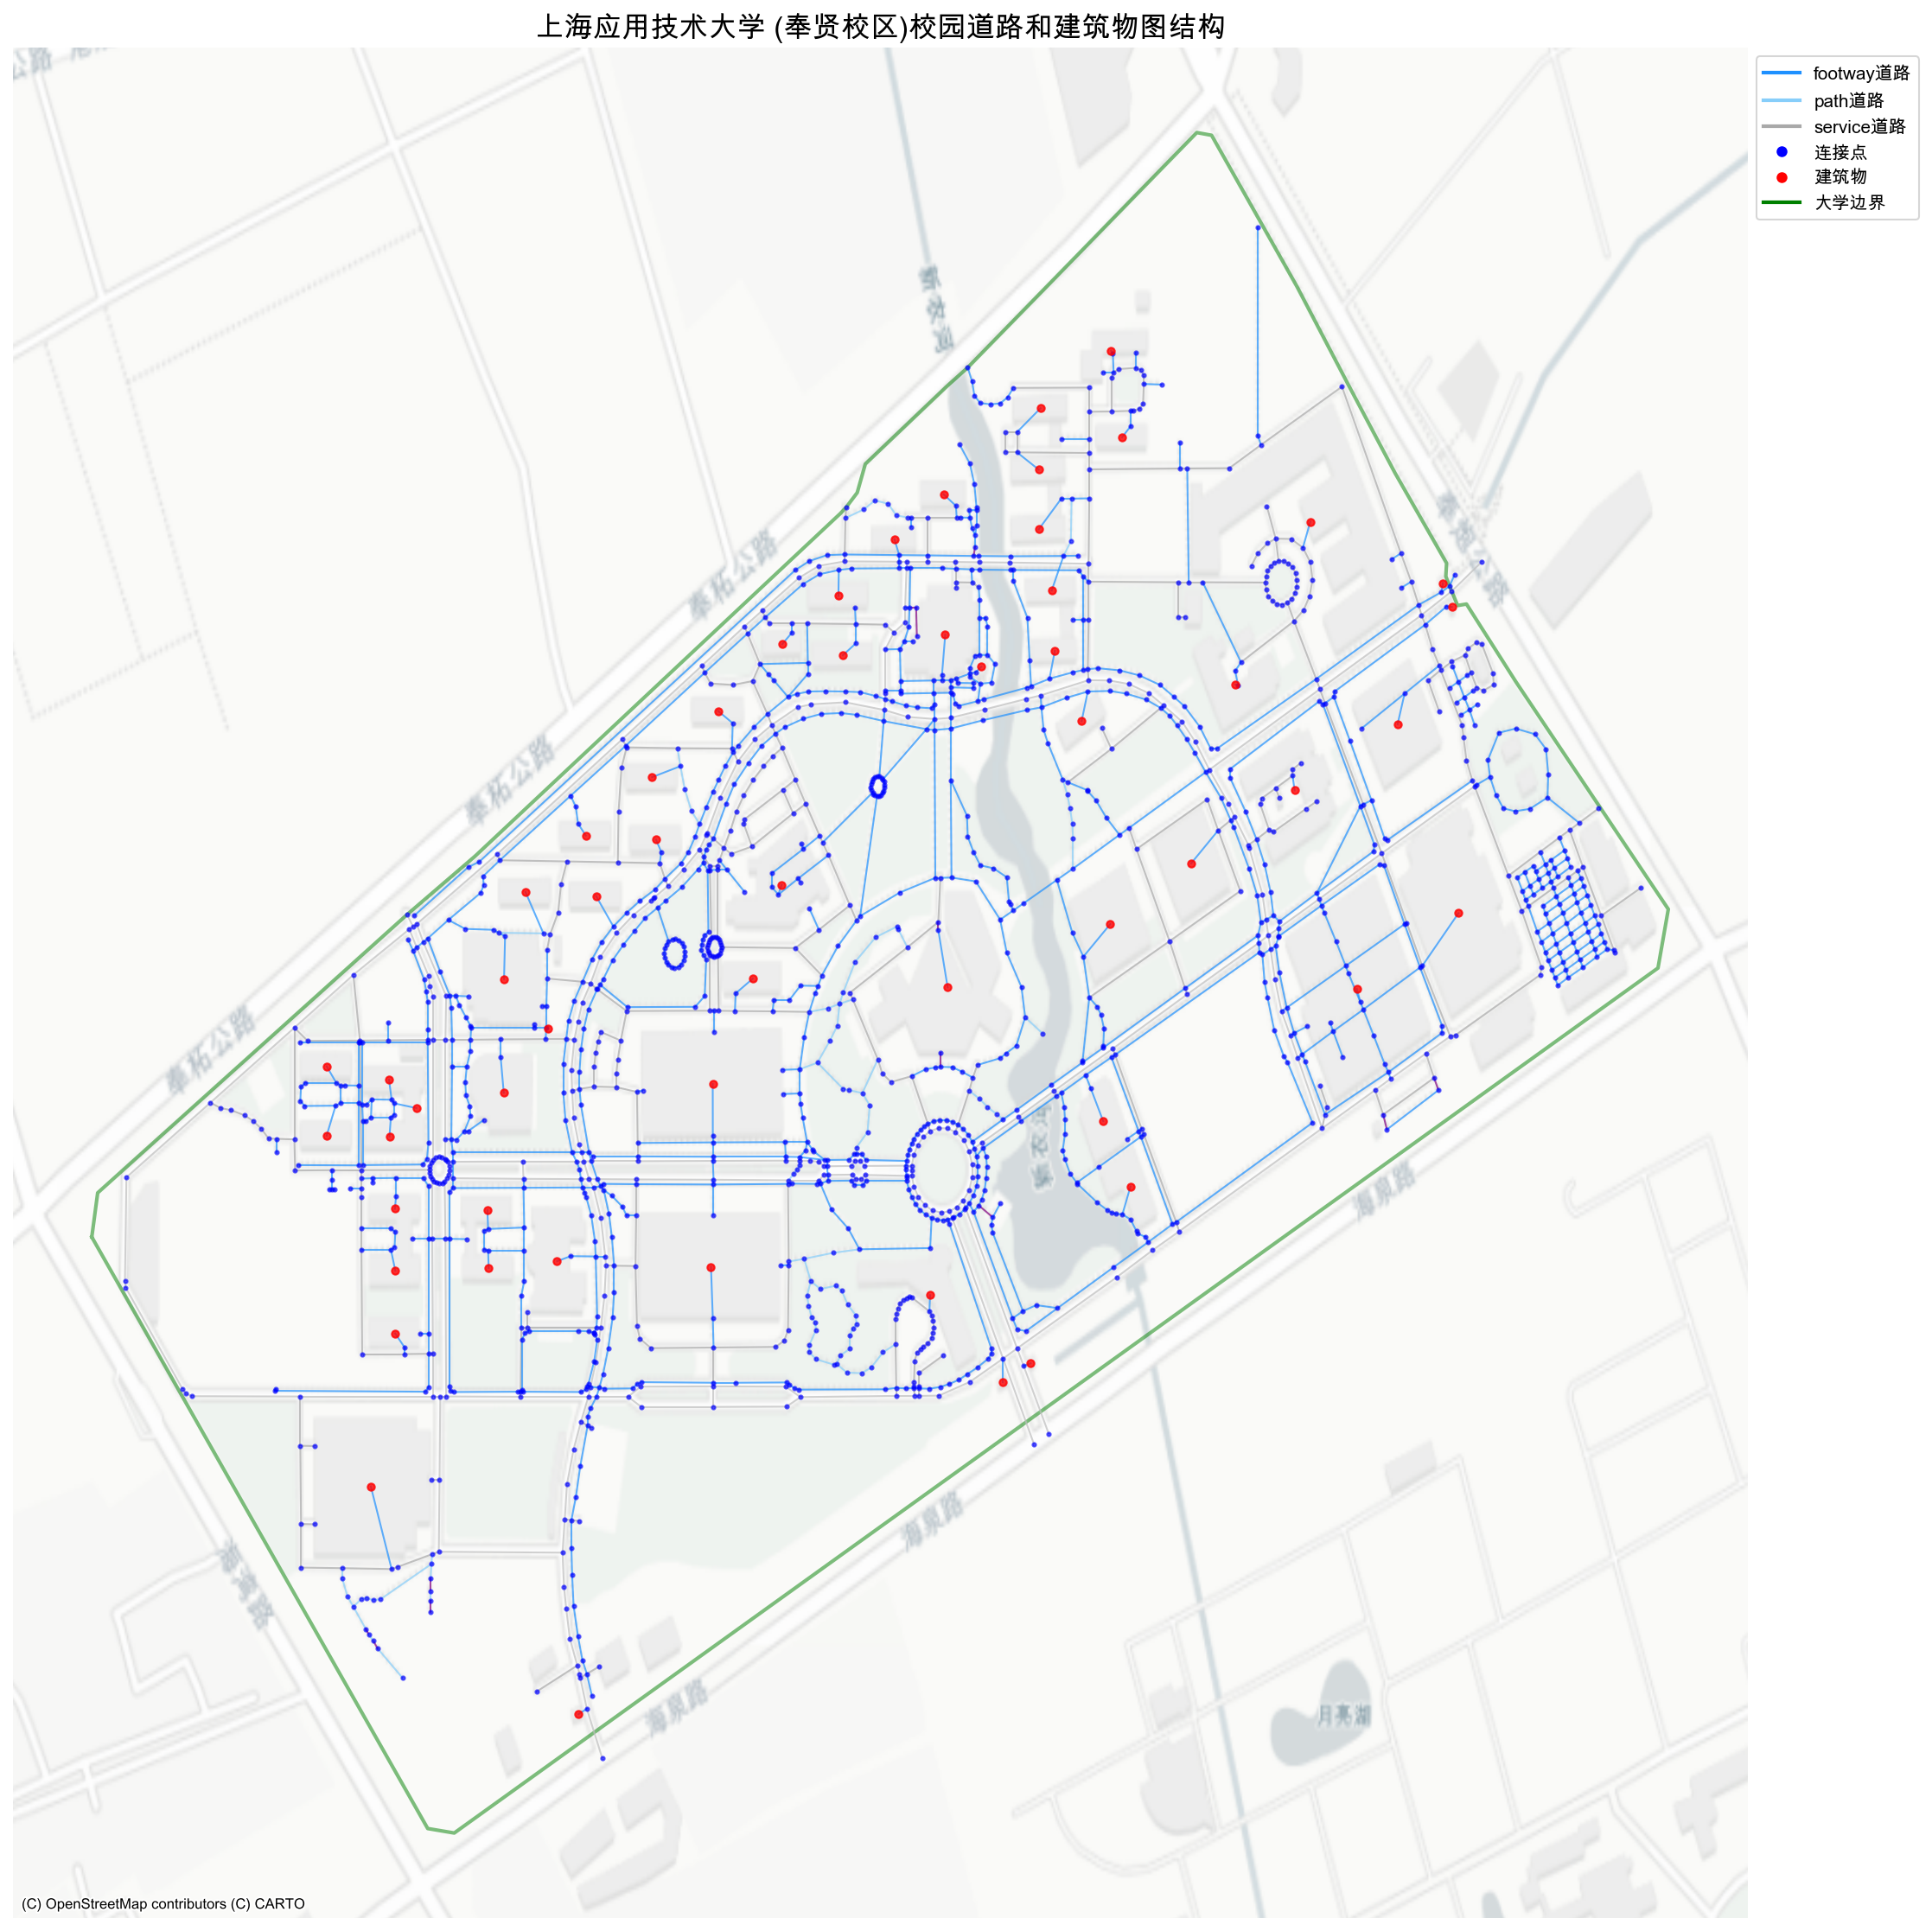 上海应用技术大学 (奉贤校区)校园道路和建筑物图结构
footway道路
path道路
service道路
连接点
建筑物
大学边界
公路
新农河
奉炮公路
奉柘公路
奉柘公路
奉柘公路
新农河
海泉路
海泉路
海湾路
海泉路
月亮湖
(C) OpenStreetMap contributors (C) CARTO